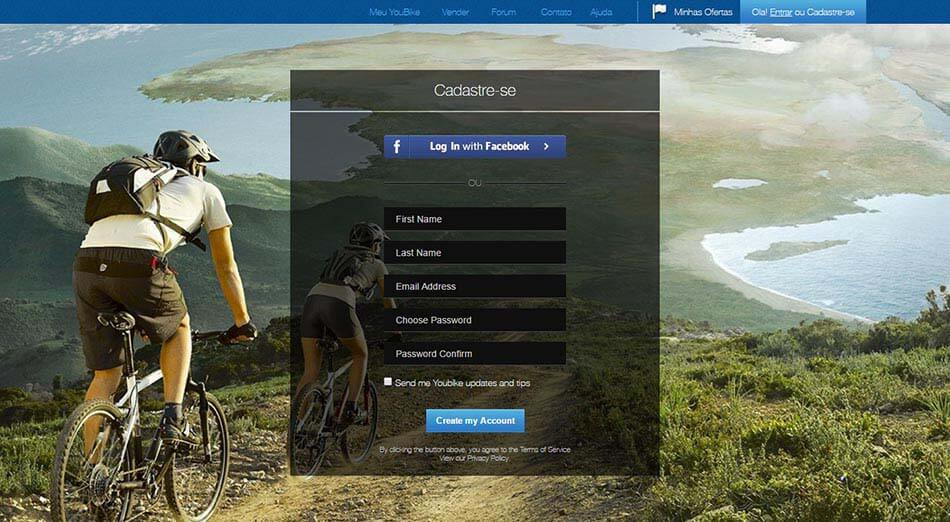 Meu YouBike Vender Forum Contato Ajuda Minhas Ofertas Ola! Entrar ou Cadastre-se
Cadastre-se
f Log In with Facebook >
OU
First Name
Last Name
Email Address
Choose Password
Password Confirm
Send me Youbike updates and tips
Create my Account
By clicking the button above, you agree to the Terms of Service
View our Privacy Policy